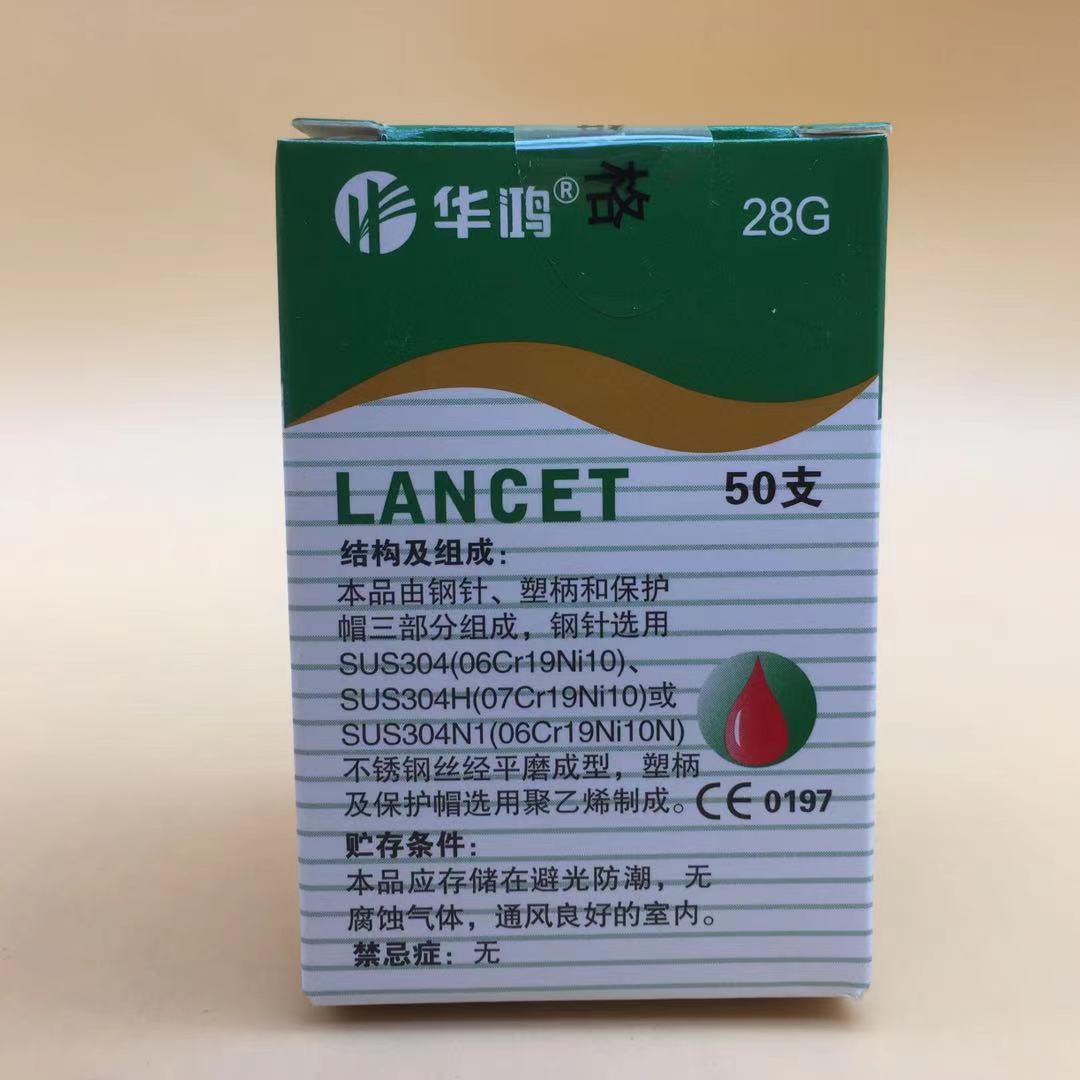 华鸿®
格
28G
LANCET
50支
结构及组成：
本品由钢针、塑柄和保护
帽三部分组成，钢针选用
SUS304(06Cr19Ni10)、
SUS304H(07Cr19Ni10)或
SUS304N1(06Cr19Ni10N)
不锈钢丝经平磨成型，塑柄
及保护帽选用聚乙烯制成。
CE 0197
贮存条件：
本品应存储在避光防潮，无
腐蚀气体，通风良好的室内。
禁忌症：无